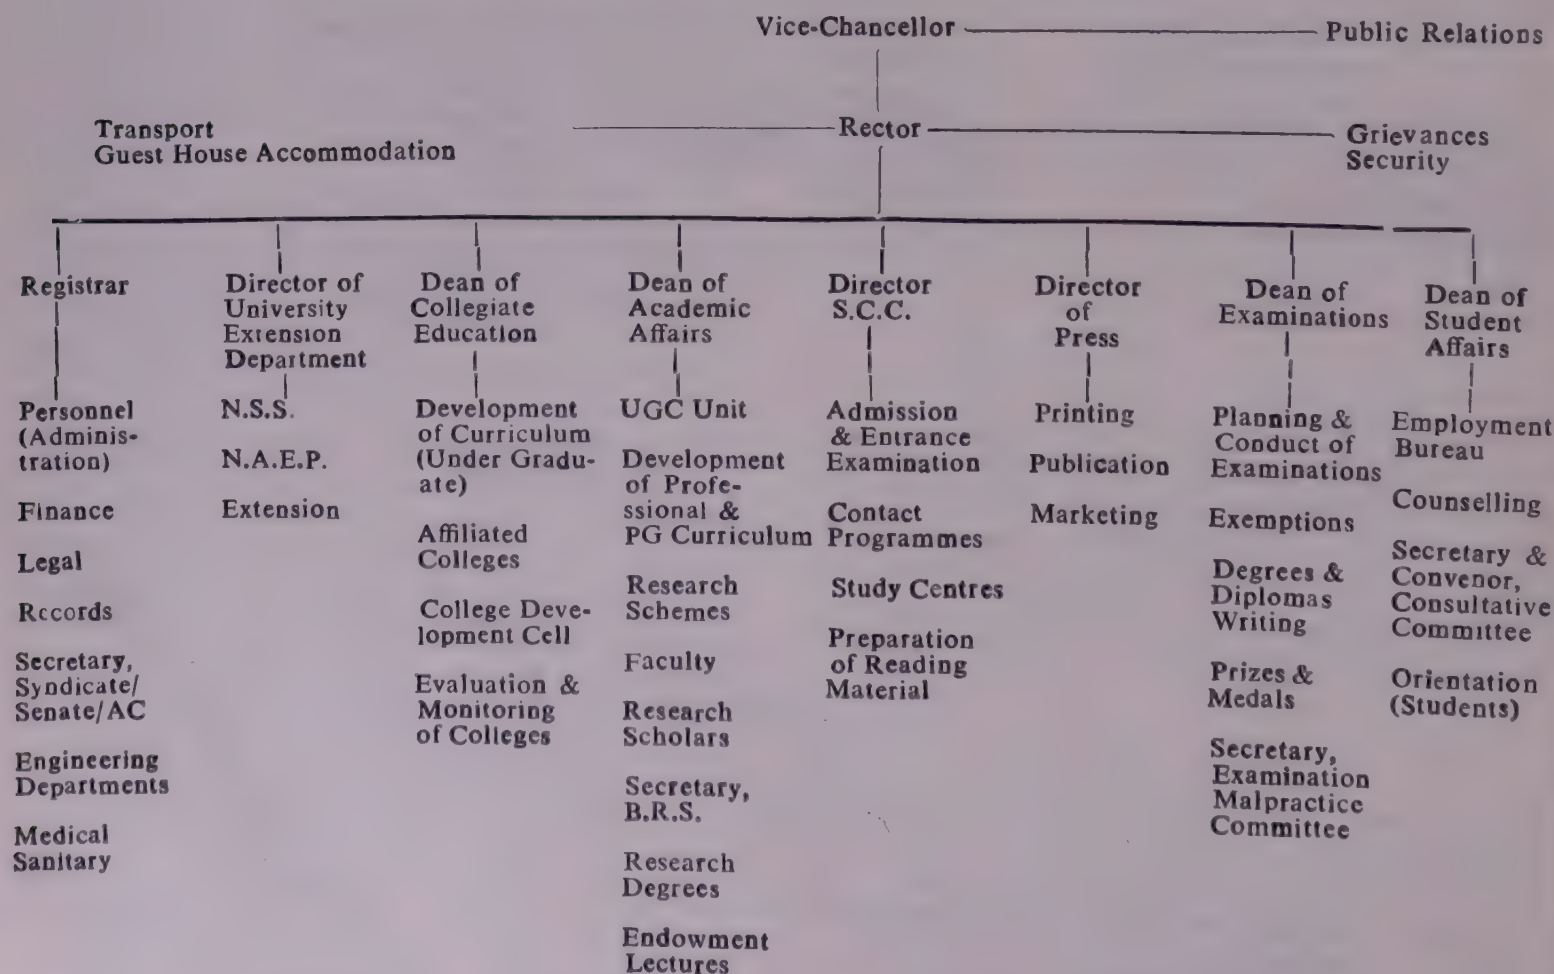 Vice-Chancellor
Public Relations
Transport
Guest House Accommodation
Rector
Grievances
Security
Registrar
Personnel
(Adminis-
tration)
Finance
Legal
Records
Secretary,
Syndicate/
Senate/AC
Engineering
Departments
Medical
Sanitary
Director of
University
Extension
Department
N.S.S.
N.A.E.P.
Extension
Dean of
Collegiate
Education
Development
of Curriculum
(Under Gradu-
ate)
Affiliated
Colleges
College Deve-
lopment Cell
Evaluation &
Monitoring
of Colleges
Dean of
Academic
Affairs
UGC Unit
Development
of Profe-
ssional &
PG Curriculum
Research
Schemes
Faculty
Research
Scholars
Secretary,
B.R.S.
Research
Degrees
Endowment
Lectures
Director
S.C.C.
Admission
& Entrance
Examination
Contact
Programmes
Study Centres
Preparation
of Reading
Material
Director
of
Press
Printing
Publication
Marketing
Dean of
Examinations
Planning &
Conduct of
Examinations
Exemptions
Degrees &
Diplomas
Writing
Prizes &
Medals
Secretary,
Examination
Malpractice
Committee
Dean of
Student
Affairs
Employment
Bureau
Counselling
Secretary &
Convenor,
Consultative
Committee
Orientation
(Students)